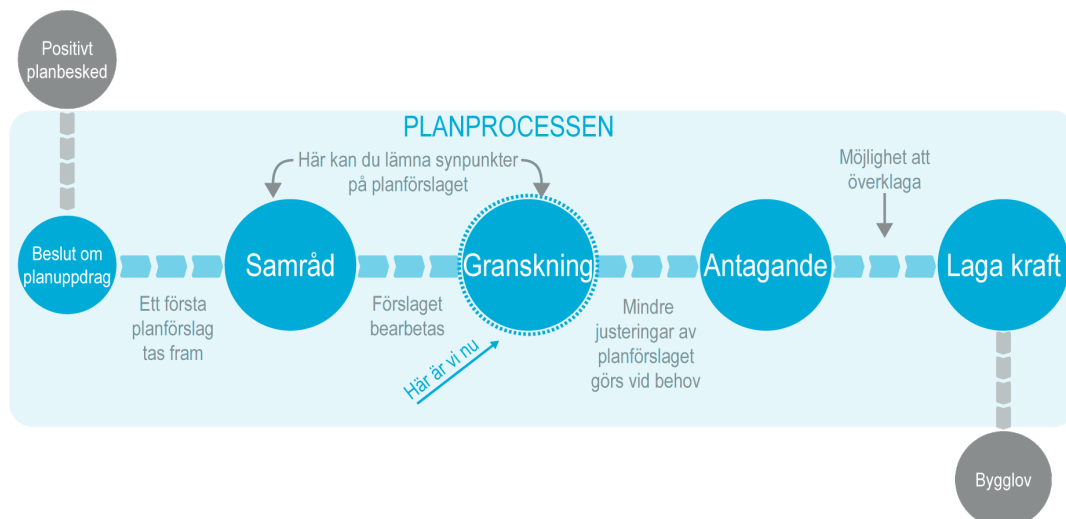 Positivt
planbesked
PLANPROCESSEN
Här kan du lämna synpunkter
på planförslaget
Möjlighet att
överklaga
Beslut om
planuppdrag
Samråd
Granskning
Antagande
Laga kraft
Ett första
planförslag
tas fram
Förslaget
bearbetas
Här är vi nu
Mindre
justeringar av
planförslaget
görs vid behov
Bygglov